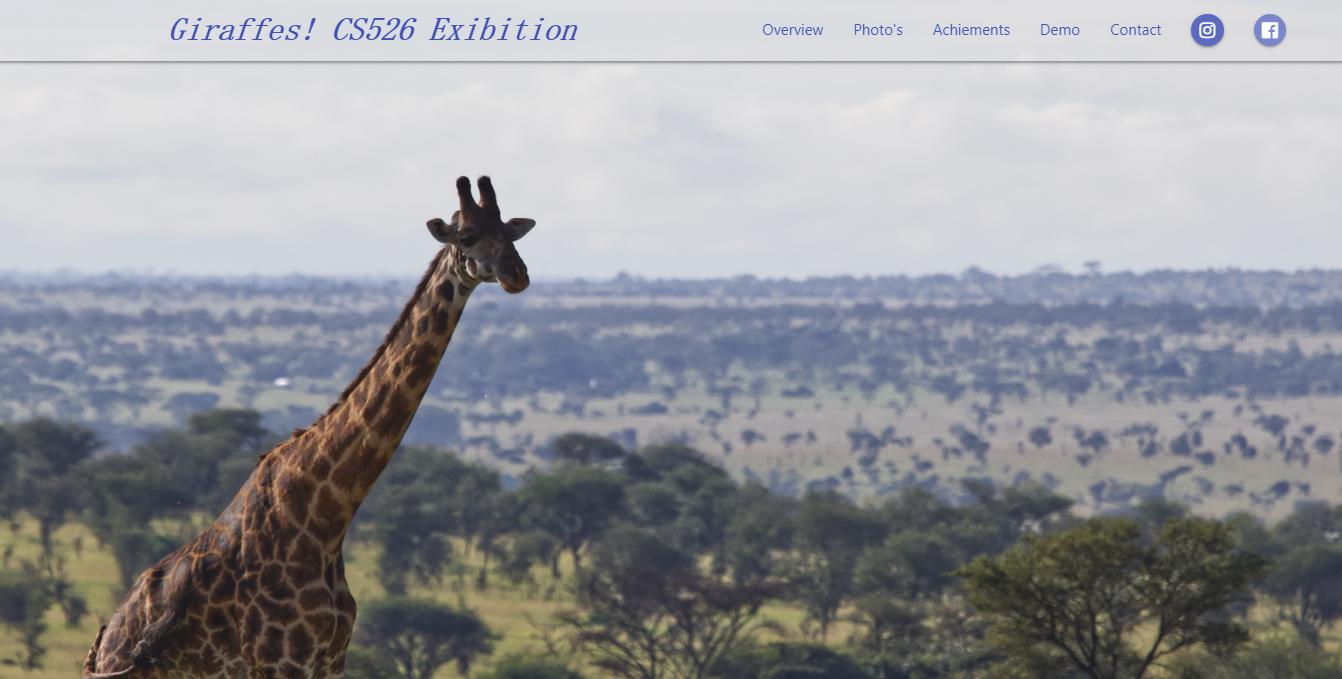 Giraffes! CS526 Exibition
Overview Photo's Achiements Demo Contact